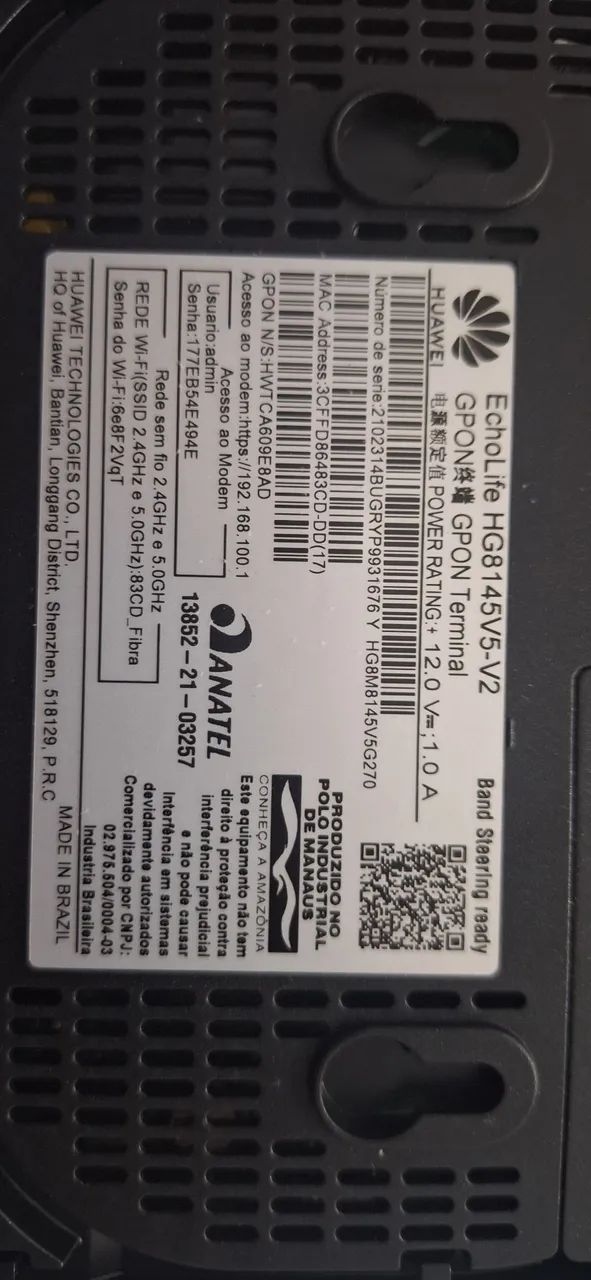 HUAWEI
EchoLife HG8145V5-V2
GPON终端 GPON Terminal
电源额定值 POWER RATING:+ 12.0 V⎓;1.0 A
Band Steering ready
Número de serie:2102314BUGRYP9931676 Y HG8M8145V5G270
MAC Address:3CFFD86483CD-DD(17)
GPON N/S:HWTCA609E8AD
Acesso ao modem:https://192.168.100.1
Acesso ao Modem
Usuario:admin
Senha:177EB54E494E
Rede sem fio 2.4GHz e 5.0GHz
REDE Wi-Fi(SSID 2.4GHz e 5.0GHz):83CD_Fibra
Senha do Wi-Fi:6e8F2VqT
ANATEL
13852-21-03257
PRODUZIDO NO
POLO INDUSTRIAL
DE MANAUS
CONHEÇA A AMAZÔNIA
Este equipamento não tem
direito à proteção contra
interferência prejudicial
e não pode causar
interferência em sistemas
devidamente autorizados
Comercializado por CNPJ:
02.975.504/0004-03
Industria Brasileira
HUAWEI TECHNOLOGIES CO., LTD.
HQ of Huawei, Bantian, Longgang District, Shenzhen, 518129, P.R.C
MADE IN BRAZIL